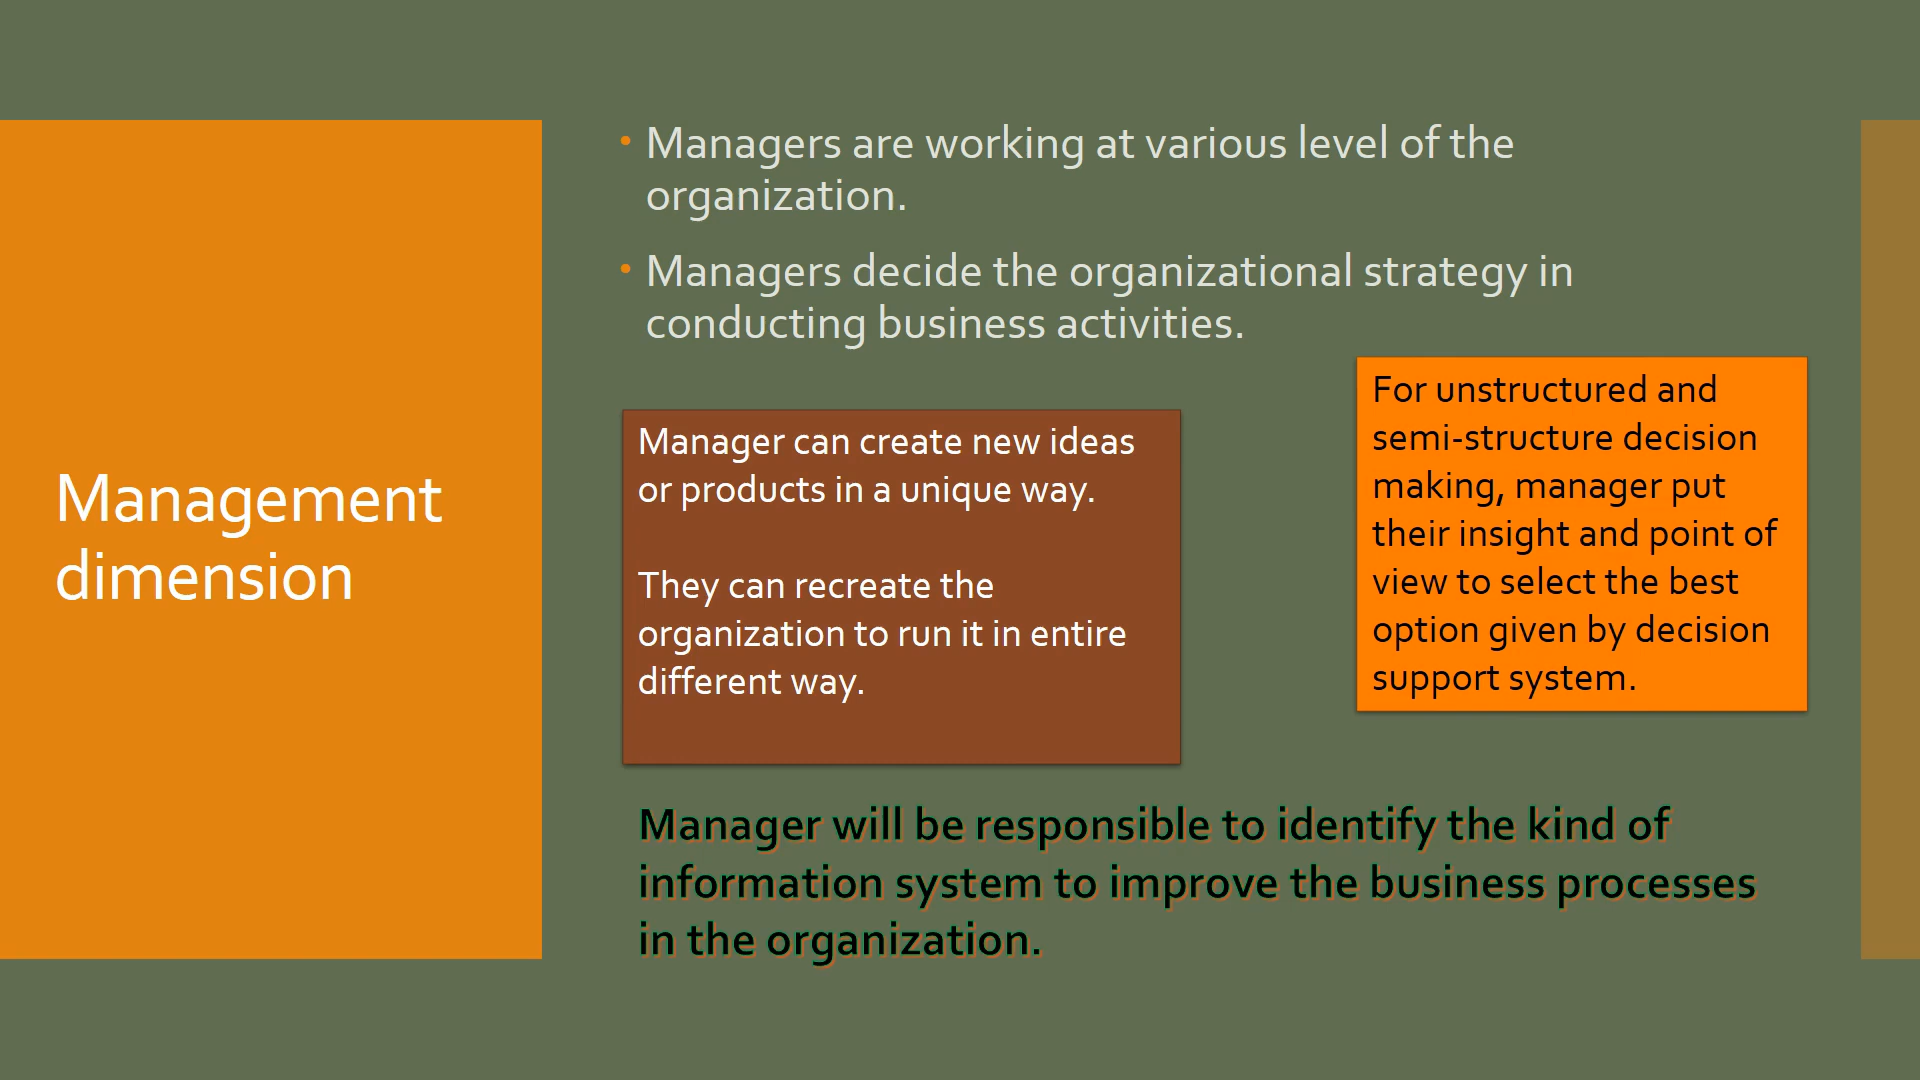 Management
dimension
• Managers are working at various level of the
organization.
• Managers decide the organizational strategy in
conducting business activities.
Manager can create new ideas
or products in a unique way.
They can recreate the
organization to run it in entire
different way.
For unstructured and
semi-structure decision
making, manager put
their insight and point of
view to select the best
option given by decision
support system.
Manager will be responsible to identify the kind of
information system to improve the business processes
in the organization.